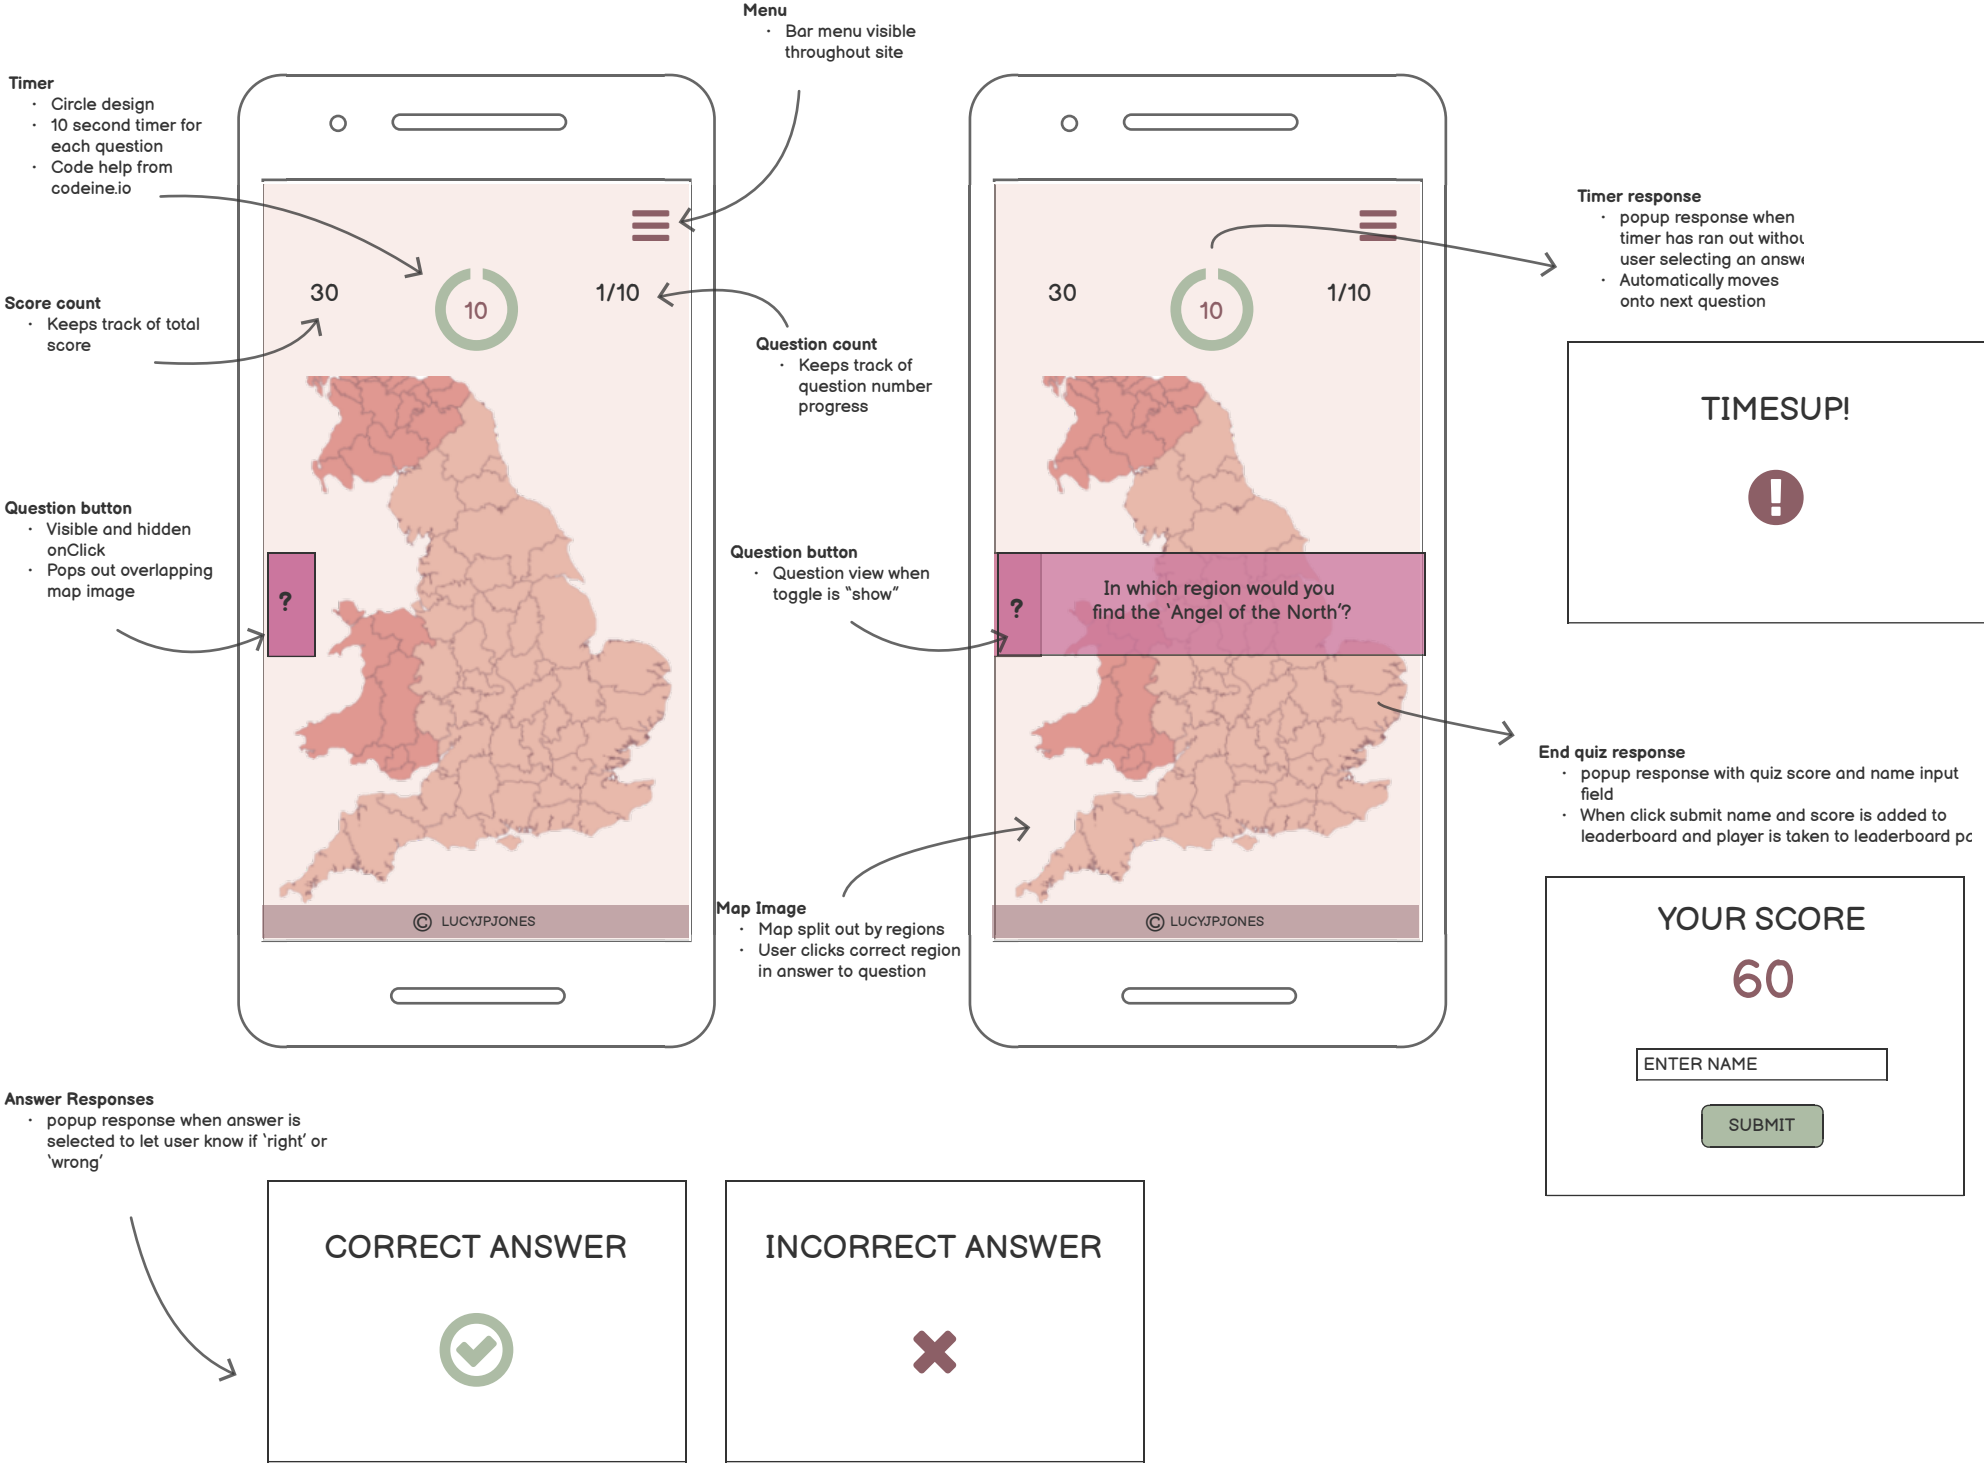 Menu
· Bar menu visible
throughout site
Timer
· Circle design
· 10 second timer for
each question
· Code help from
codeine.io
Score count
· Keeps track of total
score
Question button
· Visible and hidden
onClick
· Pops out overlapping
map image
30
10
1/10
?
© LUCYJPJONES
Question count
· Keeps track of
question number
progress
Question button
· Question view when
toggle is “show”
Map Image
· Map split out by regions
· User clicks correct region
in answer to question
30
10
1/10
?
In which region would you
find the ‘Angel of the North’?
© LUCYJPJONES
Timer response
· popup response when
timer has ran out withou
user selecting an answe
· Automatically moves
onto next question
TIMESUP!
End quiz response
· popup response with quiz score and name input
field
· When click submit name and score is added to
leaderboard and player is taken to leaderboard pa
YOUR SCORE
60
ENTER NAME
SUBMIT
Answer Responses
· popup response when answer is
selected to let user know if ‘right’ or
‘wrong’
CORRECT ANSWER
INCORRECT ANSWER